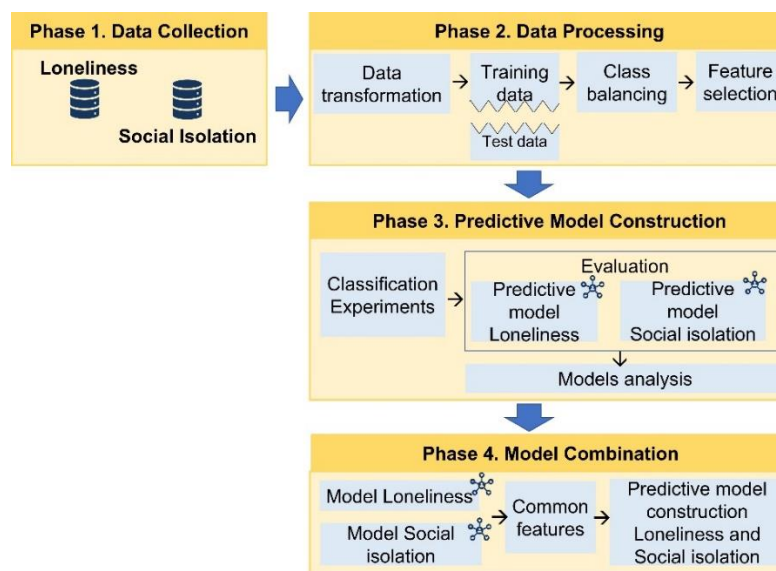 Phase 1. Data Collection
Loneliness
Social Isolation
Phase 2. Data Processing
Data
transformation
Training
data
Test data
Class
balancing
Feature
selection
Phase 3. Predictive Model Construction
Classification
Experiments
Evaluation
Predictive
model
Loneliness
Predictive
model
Social isolation
Models analysis
Phase 4. Model Combination
Model Loneliness
Model Social
isolation
Common
features
Predictive model
construction
Loneliness and
Social isolation